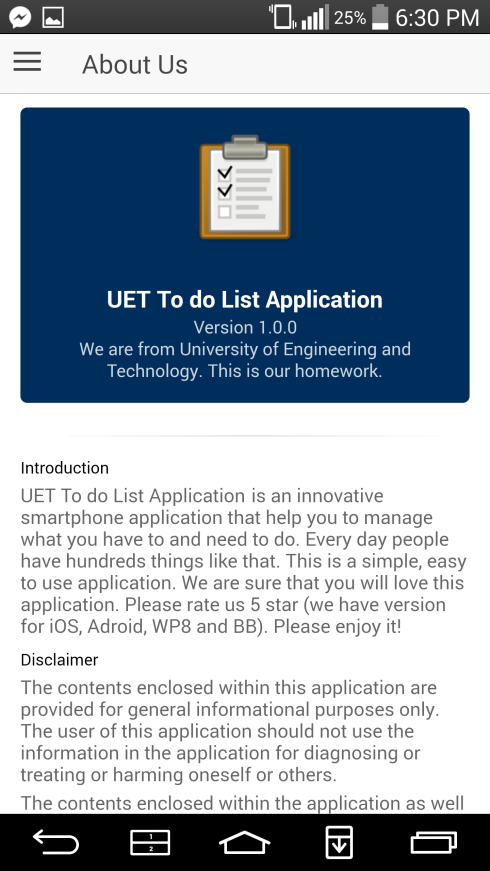 25% 6:30 PM
About Us
UET To do List Application
Version 1.0.0
We are from University of Engineering and
Technology. This is our homework.
Introduction
UET To do List Application is an innovative
smartphone application that help you to manage
what you have to and need to do. Every day people
have hundreds things like that. This is a simple, easy
to use application. We are sure that you will love this
application. Please rate us 5 star (we have version
for iOS, Adroid, WP8 and BB). Please enjoy it!
Disclaimer
The contents enclosed within this application are
provided for general informational purposes only.
The user of this application should not use the
information in the application for diagnosing or
treating or harming oneself or others.
The contents enclosed within the application as well
1
2